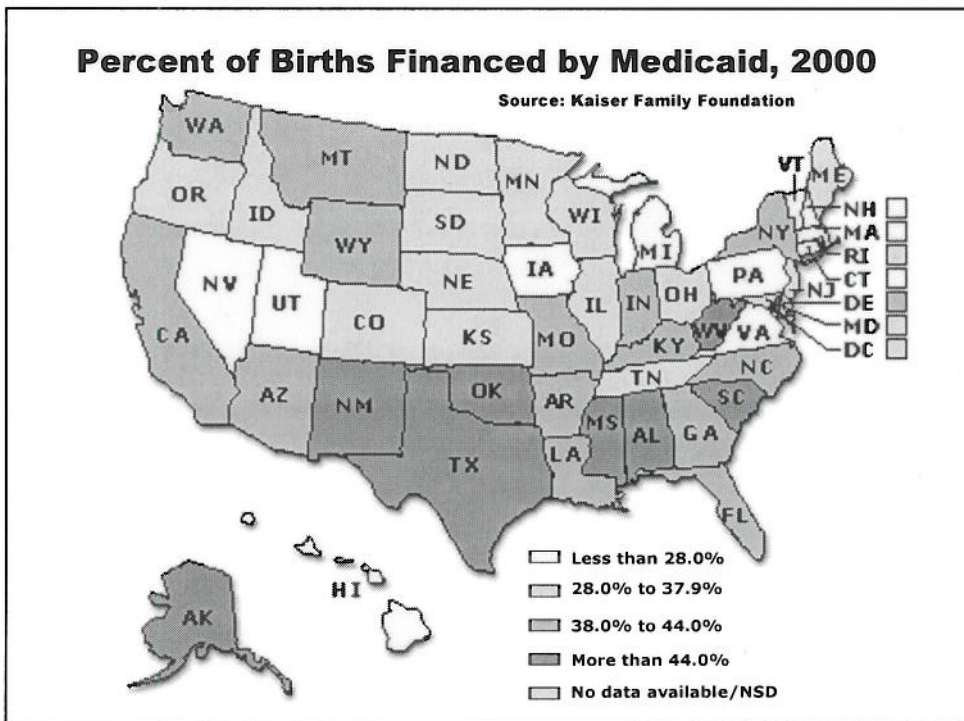 Percent of Births Financed by Medicaid, 2000
Source: Kaiser Family Foundation
WA
MT
ND
MN
VT
ME
OR
ID
SD
WI
NY
NH
MA
WY
MI
RI
IA
PA
CT
NE
NJ
NV
UT
IL
IN
OH
DE
CO
WV
VA
MD
CA
KS
MO
KY
DC
NC
TN
AZ
NM
OK
AR
SC
MS
AL
GA
TX
LA
FL
HI
AK
Less than 28.0%
28.0% to 37.9%
38.0% to 44.0%
More than 44.0%
No data available/NSD